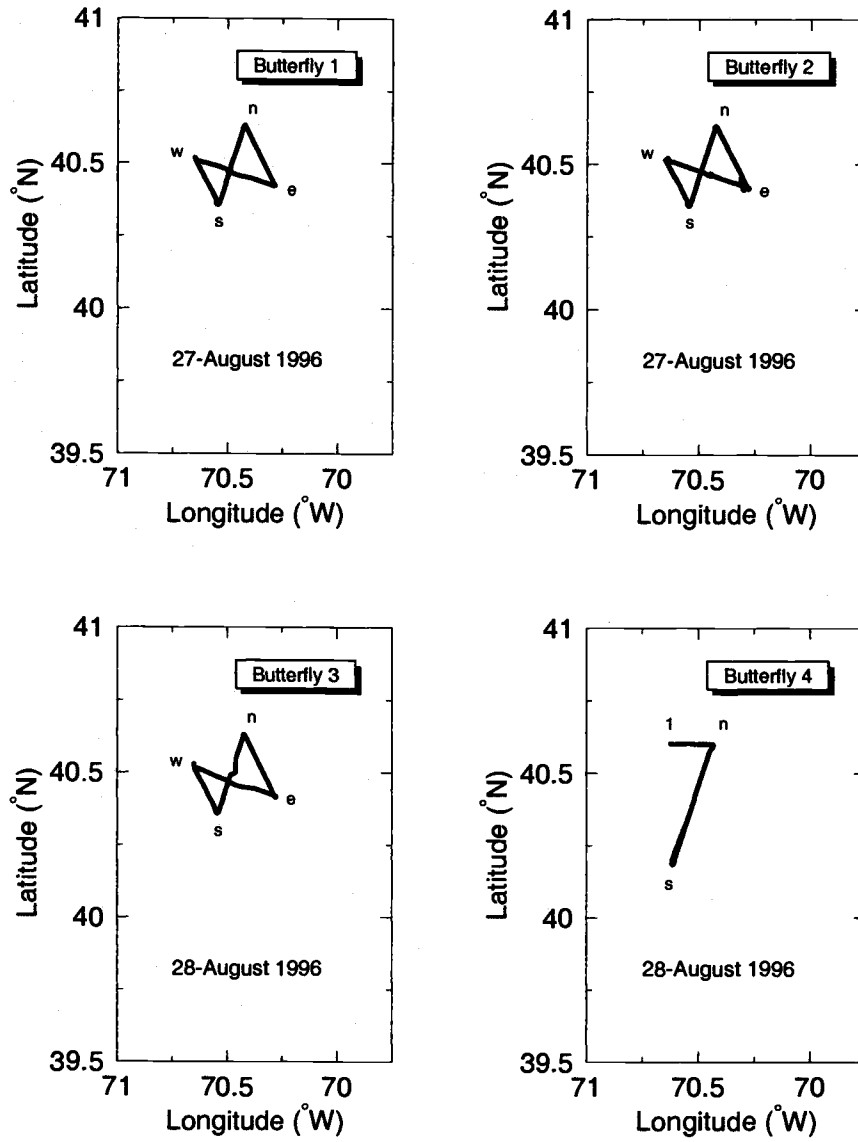 41
Butterfly 1
n
w
40.5
e
s
Latitude (°N)
40
27-August 1996
39.5
71 70.5 70
Longitude (°W)
41
Butterfly 2
n
w
40.5
e
s
Latitude (°N)
40
27-August 1996
39.5
71 70.5 70
Longitude (°W)
41
Butterfly 3
n
w
40.5
e
s
Latitude (°N)
40
28-August 1996
39.5
71 70.5 70
Longitude (°W)
41
Butterfly 4
1 n
40.5
s
Latitude (°N)
40
28-August 1996
39.5
71 70.5 70
Longitude (°W)